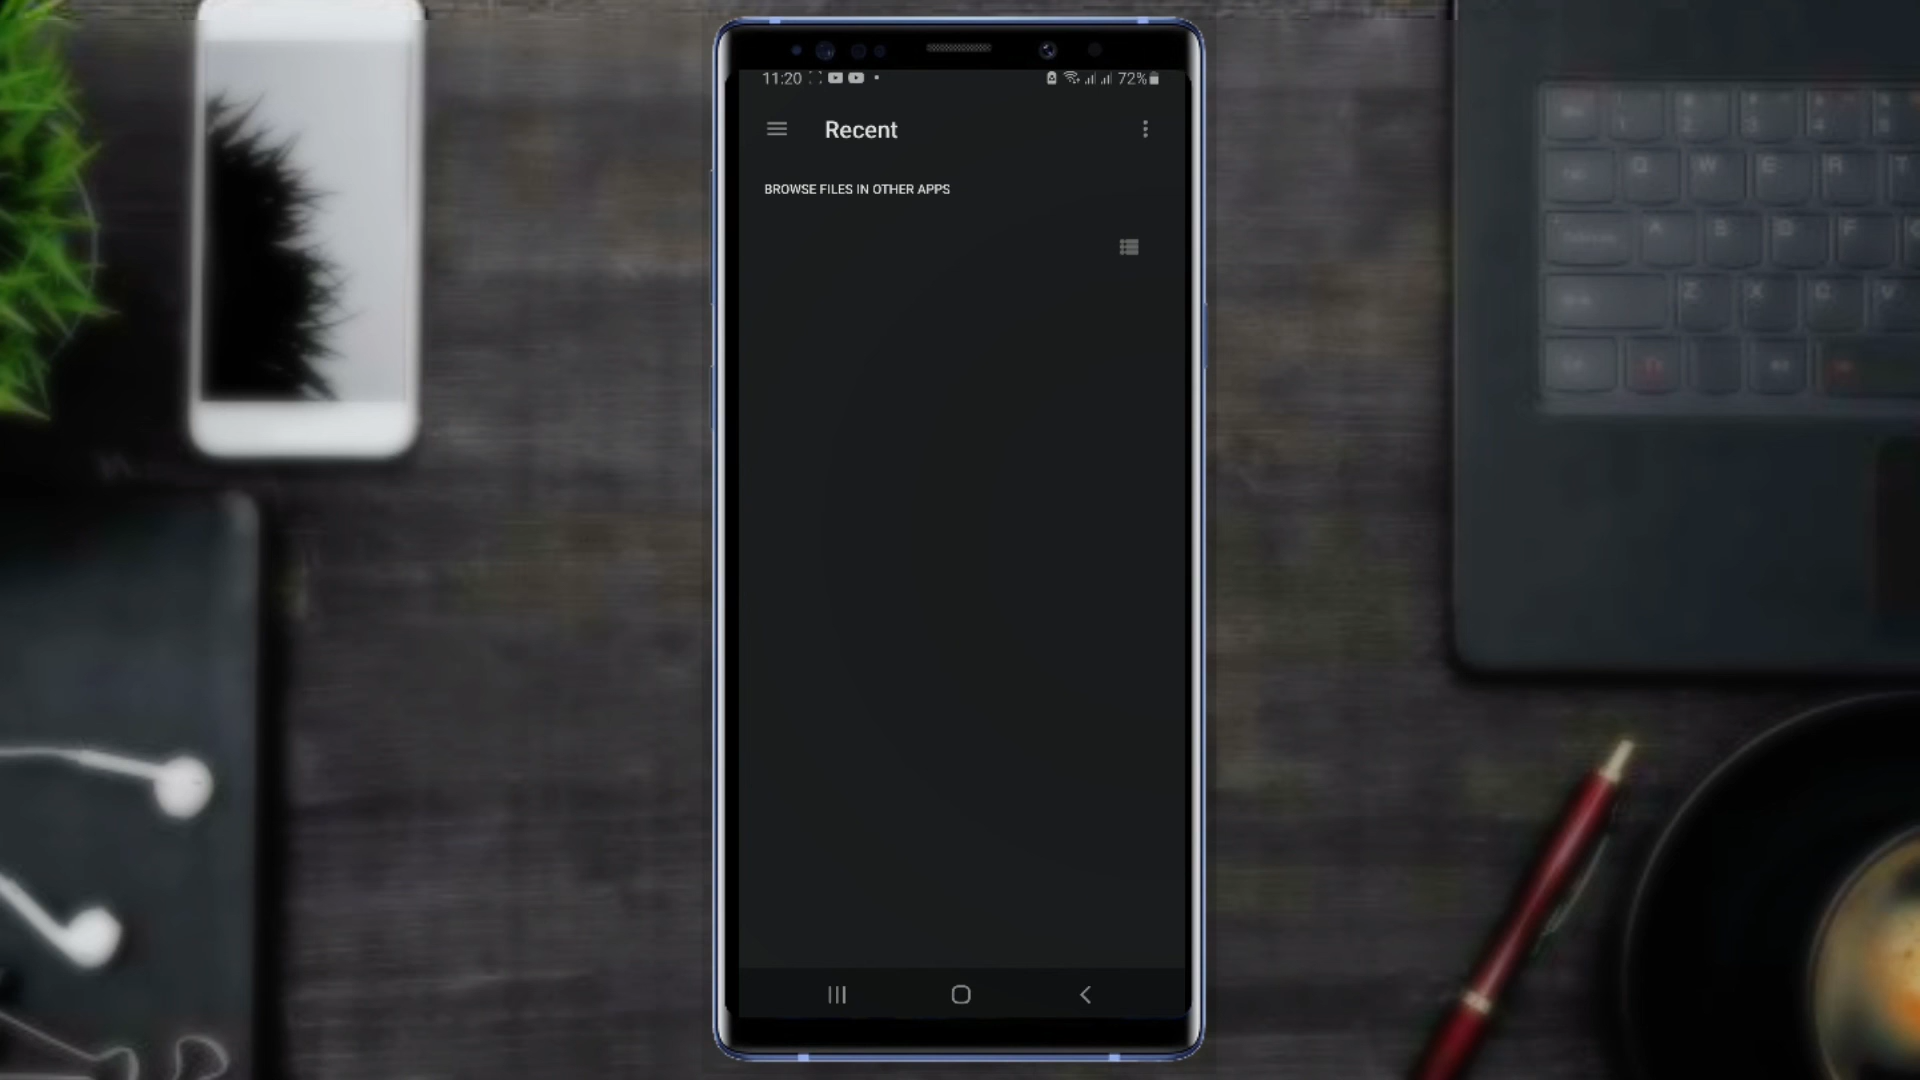 11:20
72%
Recent
BROWSE FILES IN OTHER APPS
Q W E R T
A S D F
Z X C V